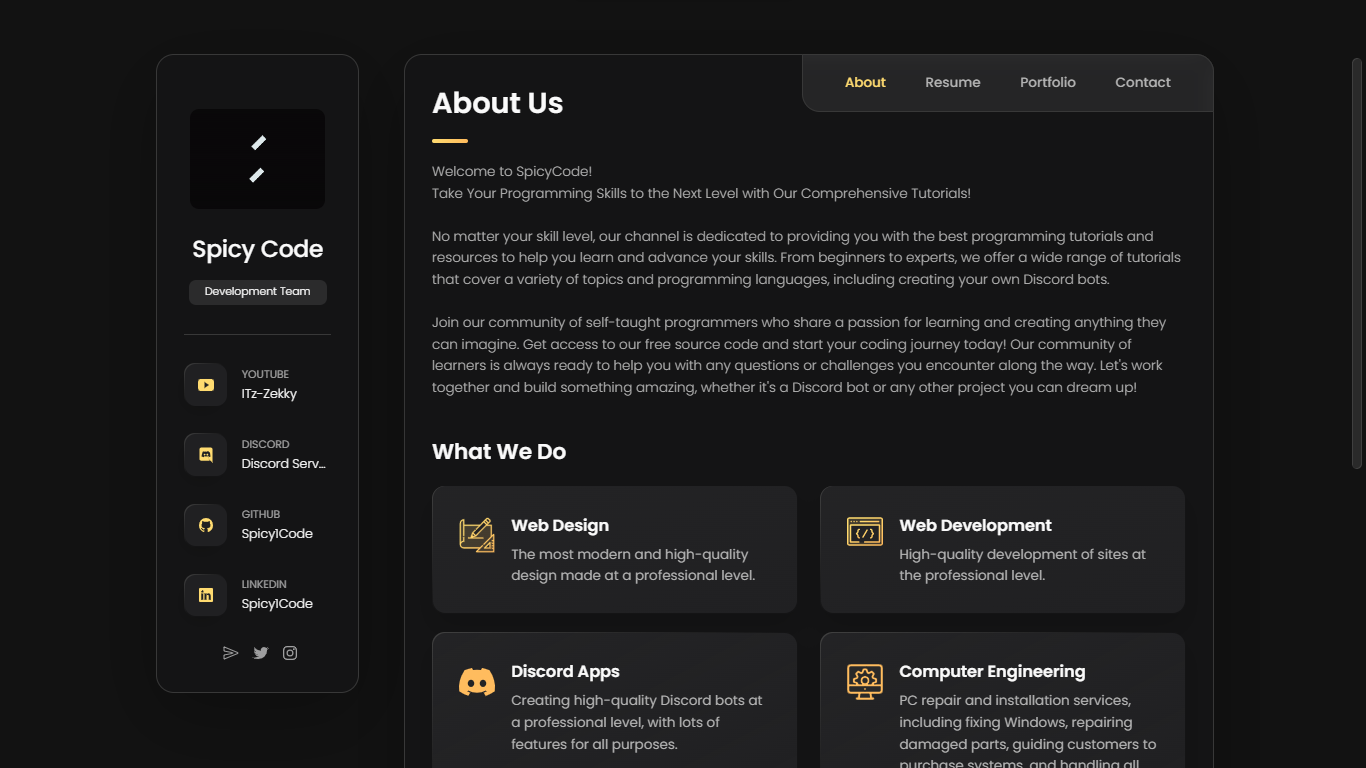 Spicy Code
Development Team
YOUTUBE
ITz-Zekky
DISCORD
Discord Serv...
GITHUB
Spicy1Code
LINKEDIN
Spicy1Code
About Resume Portfolio Contact
About Us
Welcome to SpicyCode!
Take Your Programming Skills to the Next Level with Our Comprehensive Tutorials!
No matter your skill level, our channel is dedicated to providing you with the best programming tutorials and
resources to help you learn and advance your skills. From beginners to experts, we offer a wide range of tutorials
that cover a variety of topics and programming languages, including creating your own Discord bots.
Join our community of self-taught programmers who share a passion for learning and creating anything they
can imagine. Get access to our free source code and start your coding journey today! Our community of
learners is always ready to help you with any questions or challenges you encounter along the way. Let's work
together and build something amazing, whether it's a Discord bot or any other project you can dream up!
What We Do
Web Design
The most modern and high-quality
design made at a professional level.
Web Development
High-quality development of sites at
the professional level.
Discord Apps
Creating high-quality Discord bots at
a professional level, with lots of
features for all purposes.
Computer Engineering
PC repair and installation services,
including fixing Windows, repairing
damaged parts, guiding customers to
purchase systems, and handling all